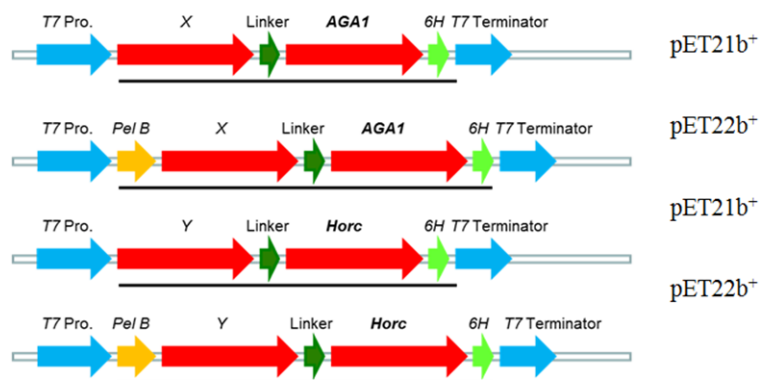 T7 Pro. X Linker AGA1 6H T7 Terminator
pET21b+
T7 Pro. Pel B X Linker AGA1 6H T7 Terminator
pET22b+
T7 Pro. Y Linker Horc 6H T7 Terminator
pET21b+
T7 Pro. Pel B Y Linker Horc 6H T7 Terminator
pET22b+